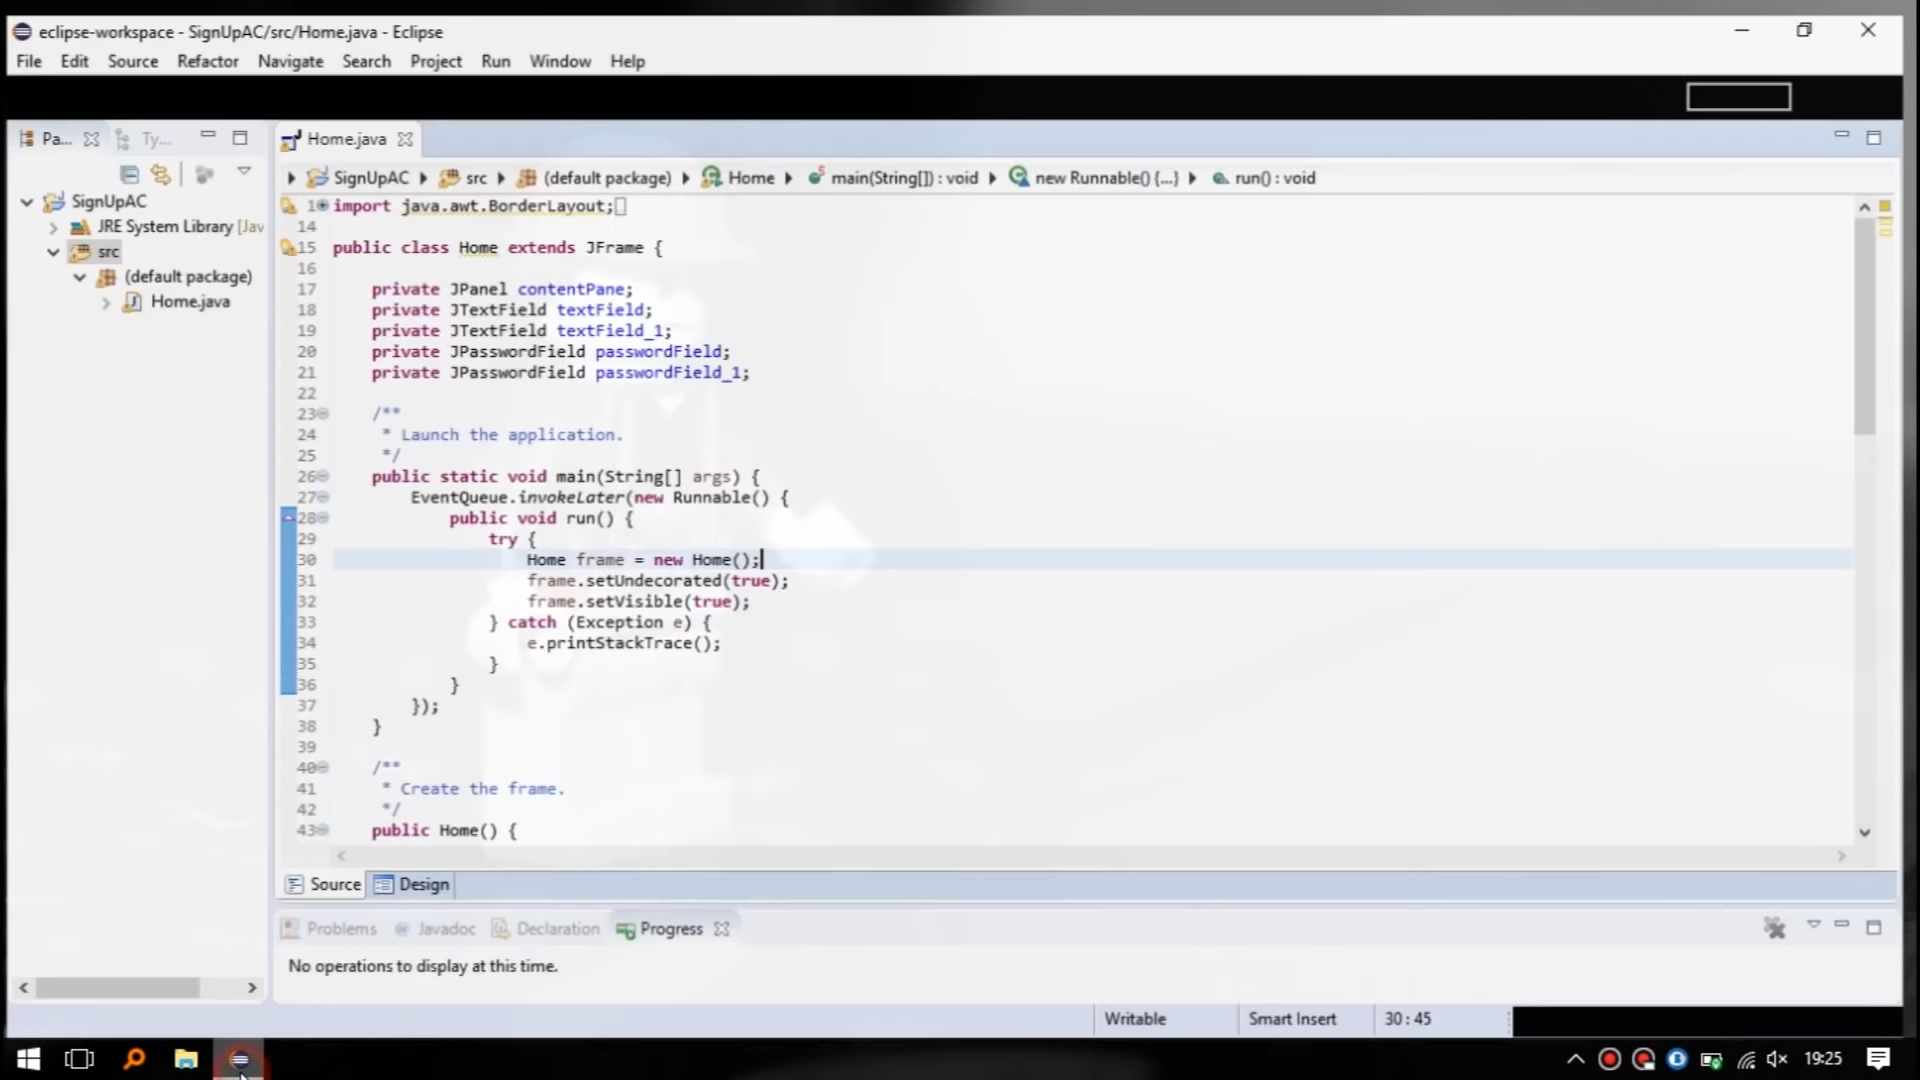 eclipse-workspace - SignUpAC/src/Home.java - Eclipse
File Edit Source Refactor Navigate Search Project Run Window Help
Pa... Ty...
Home.java
SignUpAC src (default package) Home main(String[]) : void new Runnable() {...} run() : void
SignUpAC
JRE System Library [Jav
src
(default package)
Home.java
1 import java.awt.BorderLayout;
14
15 public class Home extends JFrame {
16
17 private JPanel contentPane;
18 private JTextField textField;
19 private JTextField textField_1;
20 private JPasswordField passwordField;
21 private JPasswordField passwordField_1;
22
23 /**
24 * Launch the application.
25 */
26 public static void main(String[] args) {
27 EventQueue.invokeLater(new Runnable() {
28 public void run() {
29 try {
30 Home frame = new Home();
31 frame.setUndecorated(true);
32 frame.setVisible(true);
33 } catch (Exception e) {
34 e.printStackTrace();
35 }
36 }
37 });
38 }
39
40 /**
41 * Create the frame.
42 */
43 public Home() {
Source Design
Problems Javadoc Declaration Progress
No operations to display at this time.
Writable Smart Insert 30 : 45
19:25